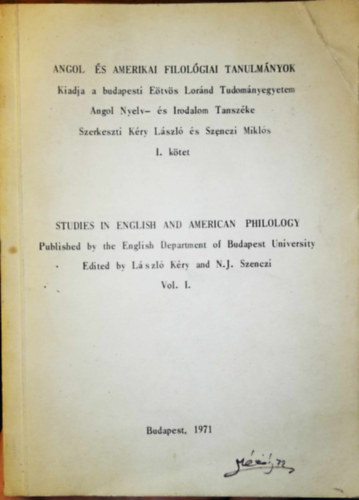 ANGOL ÉS AMERIKAI FILOLÓGIAI TANULMÁNYOK
Kiadja a budapesti Eötvös Loránd Tudományegyetem
Angol Nyelv- és Irodalom Tanszéke
Szerkeszti Kéry László és Szenczi Miklós
I. kötet
STUDIES IN ENGLISH AND AMERICAN PHILOLOGY
Published by the English Department of Budapest University
Edited by László Kéry and N.J. Szenczi
Vol. I.
Budapest, 1971